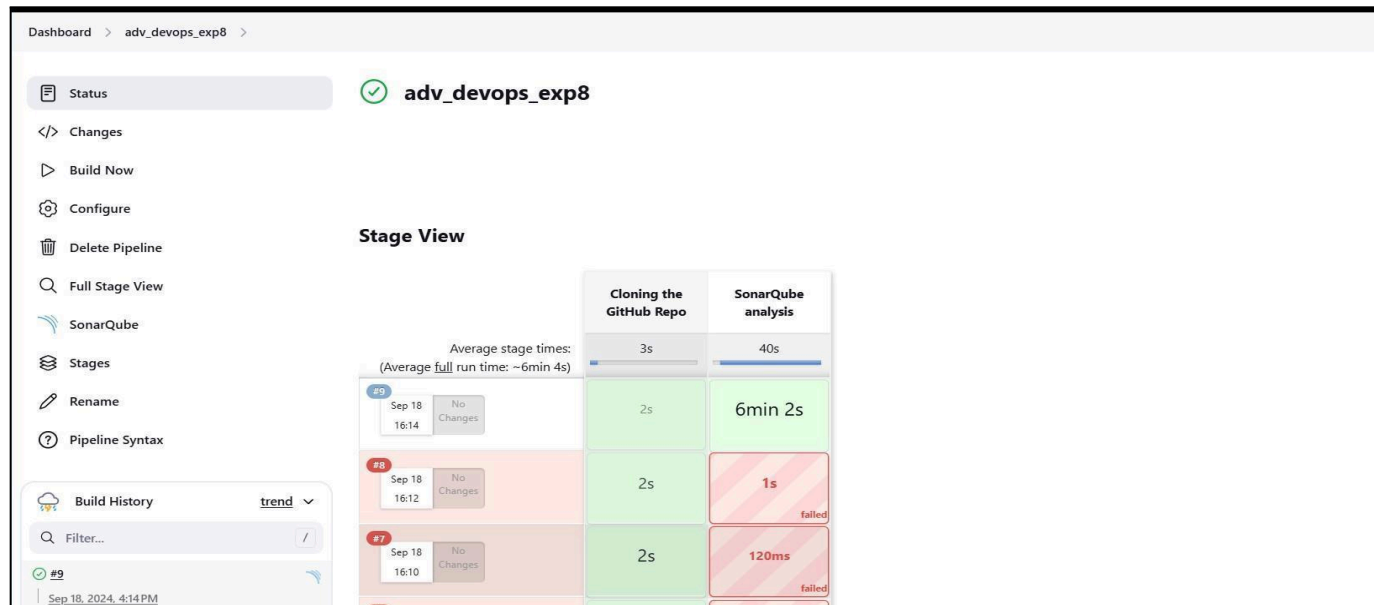 Dashboard > adv_devops_exp8 >
Status
Changes
Build Now
Configure
Delete Pipeline
Full Stage View
SonarQube
Stages
Rename
Pipeline Syntax
Build History trend
Filter... /
#9
Sep 18, 2024, 4:14 PM
adv_devops_exp8
Stage View
Cloning the
GitHub Repo
SonarQube
analysis
Average stage times: 3s 40s
(Average full run time: ~6min 4s)
#9
Sep 18
16:14
No
Changes
2s
6min 2s
#8
Sep 18
16:12
No
Changes
2s
1s
failed
#7
Sep 18
16:10
No
Changes
2s
120ms
failed